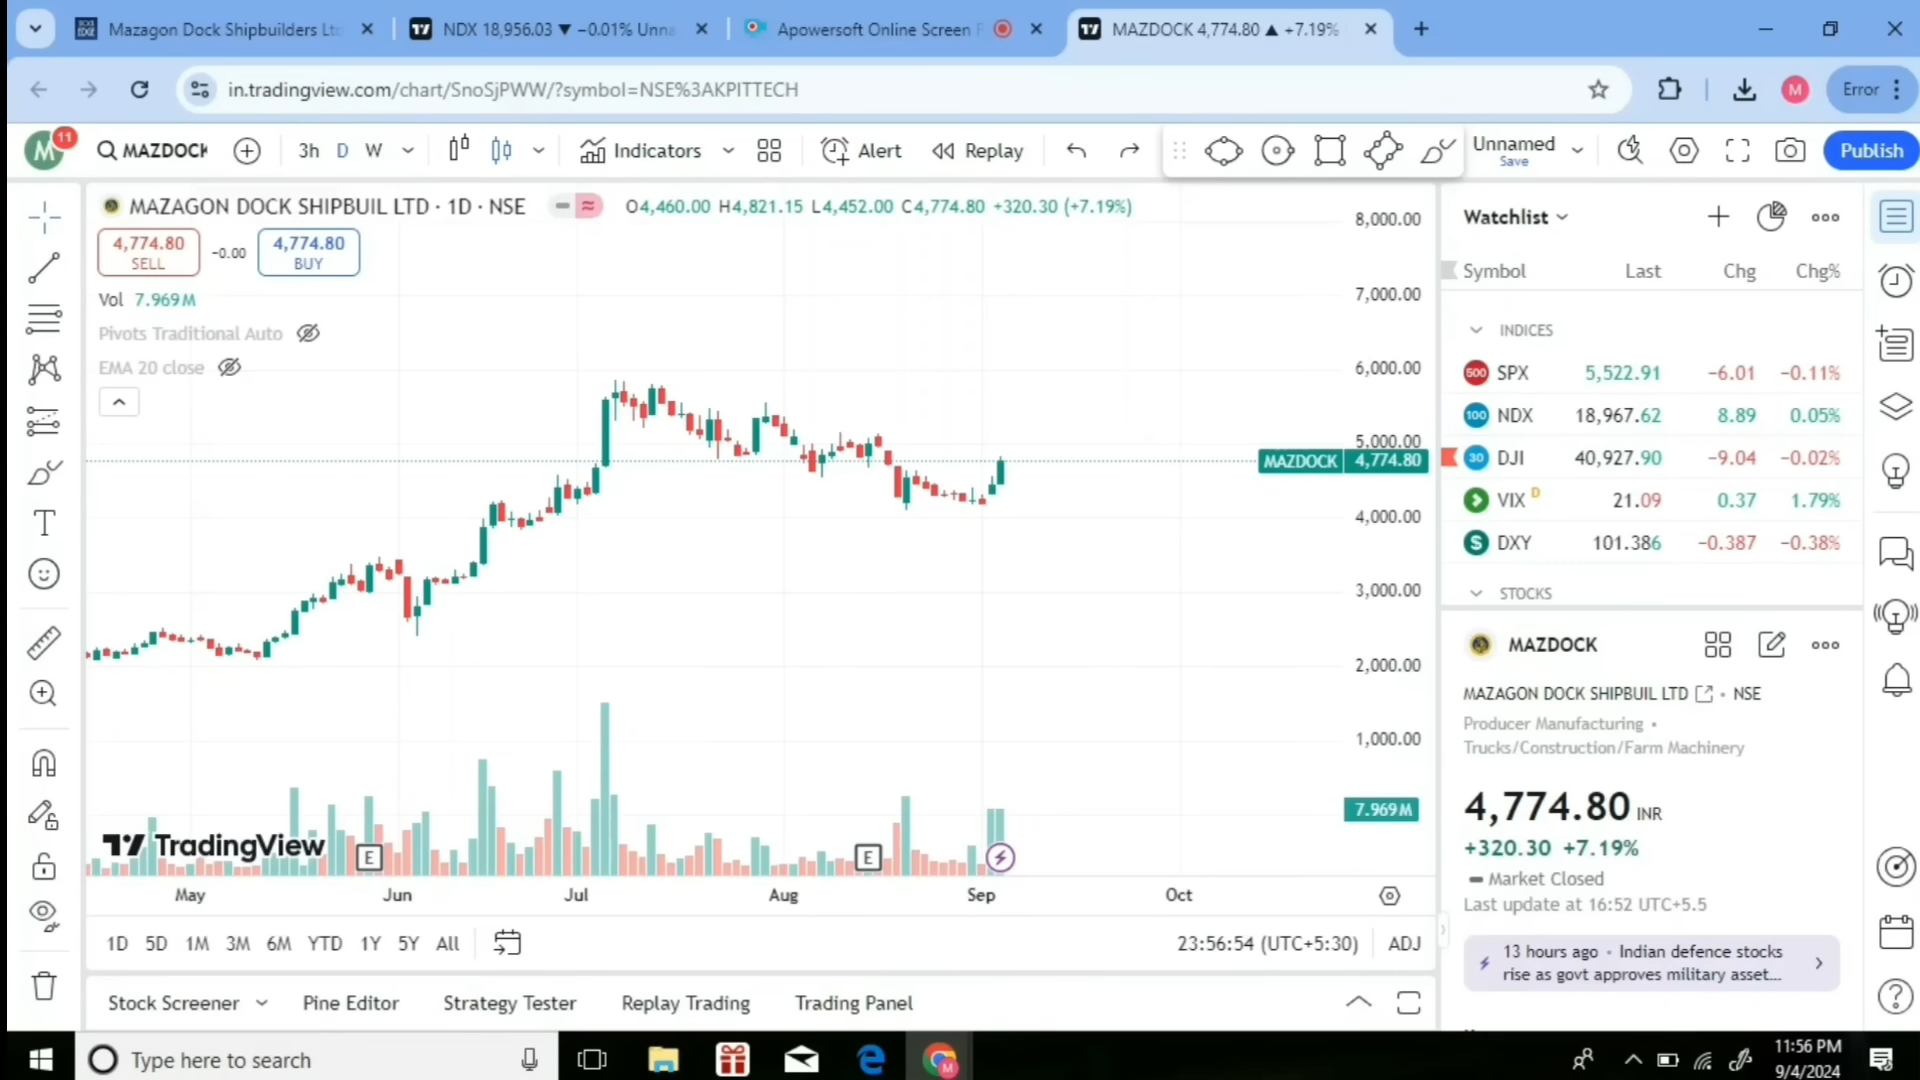 Mazagon Dock Shipbuilders Ltd
NDX 18,956.03 ▼ −0.01% Unna
Apowersoft Online Screen R
MAZDOCK 4,774.80 ▲ +7.19%
in.tradingview.com/chart/SnoSjPWW/?symbol=NSE%3AKPITTECH
M
Error
M
11
MAZDOCK
3h
D
W
Indicators
Alert
Replay
Unnamed
Save
Publish
MAZAGON DOCK SHIPBUIL LTD · 1D · NSE
O4,460.00 H4,821.15 L4,452.00 C4,774.80 +320.30 (+7.19%)
4,774.80
SELL
−0.00
4,774.80
BUY
Vol 7.969M
Pivots Traditional Auto
EMA 20 close
8,000.00
7,000.00
6,000.00
5,000.00
MAZDOCK 4,774.80
4,000.00
3,000.00
2,000.00
1,000.00
7.969M
TradingView
E
E
May
Jun
Jul
Aug
Sep
Oct
1D 5D 1M 3M 6M YTD 1Y 5Y All
23:56:54 (UTC+5:30)
ADJ
Stock Screener
Pine Editor
Strategy Tester
Replay Trading
Trading Panel
Watchlist
Symbol Last Chg Chg%
INDICES
500 SPX 5,522.91 −6.01 −0.11%
100 NDX 18,967.62 8.89 0.05%
30 DJI 40,927.90 −9.04 −0.02%
VIX D 21.09 0.37 1.79%
S DXY 101.386 −0.387 −0.38%
STOCKS
MAZDOCK
MAZAGON DOCK SHIPBUIL LTD · NSE
Producer Manufacturing •
Trucks/Construction/Farm Machinery
4,774.80 INR
+320.30 +7.19%
Market Closed
Last update at 16:52 UTC+5.5
13 hours ago • Indian defence stocks
rise as govt approves military asset...
Type here to search
11:56 PM
9/4/2024